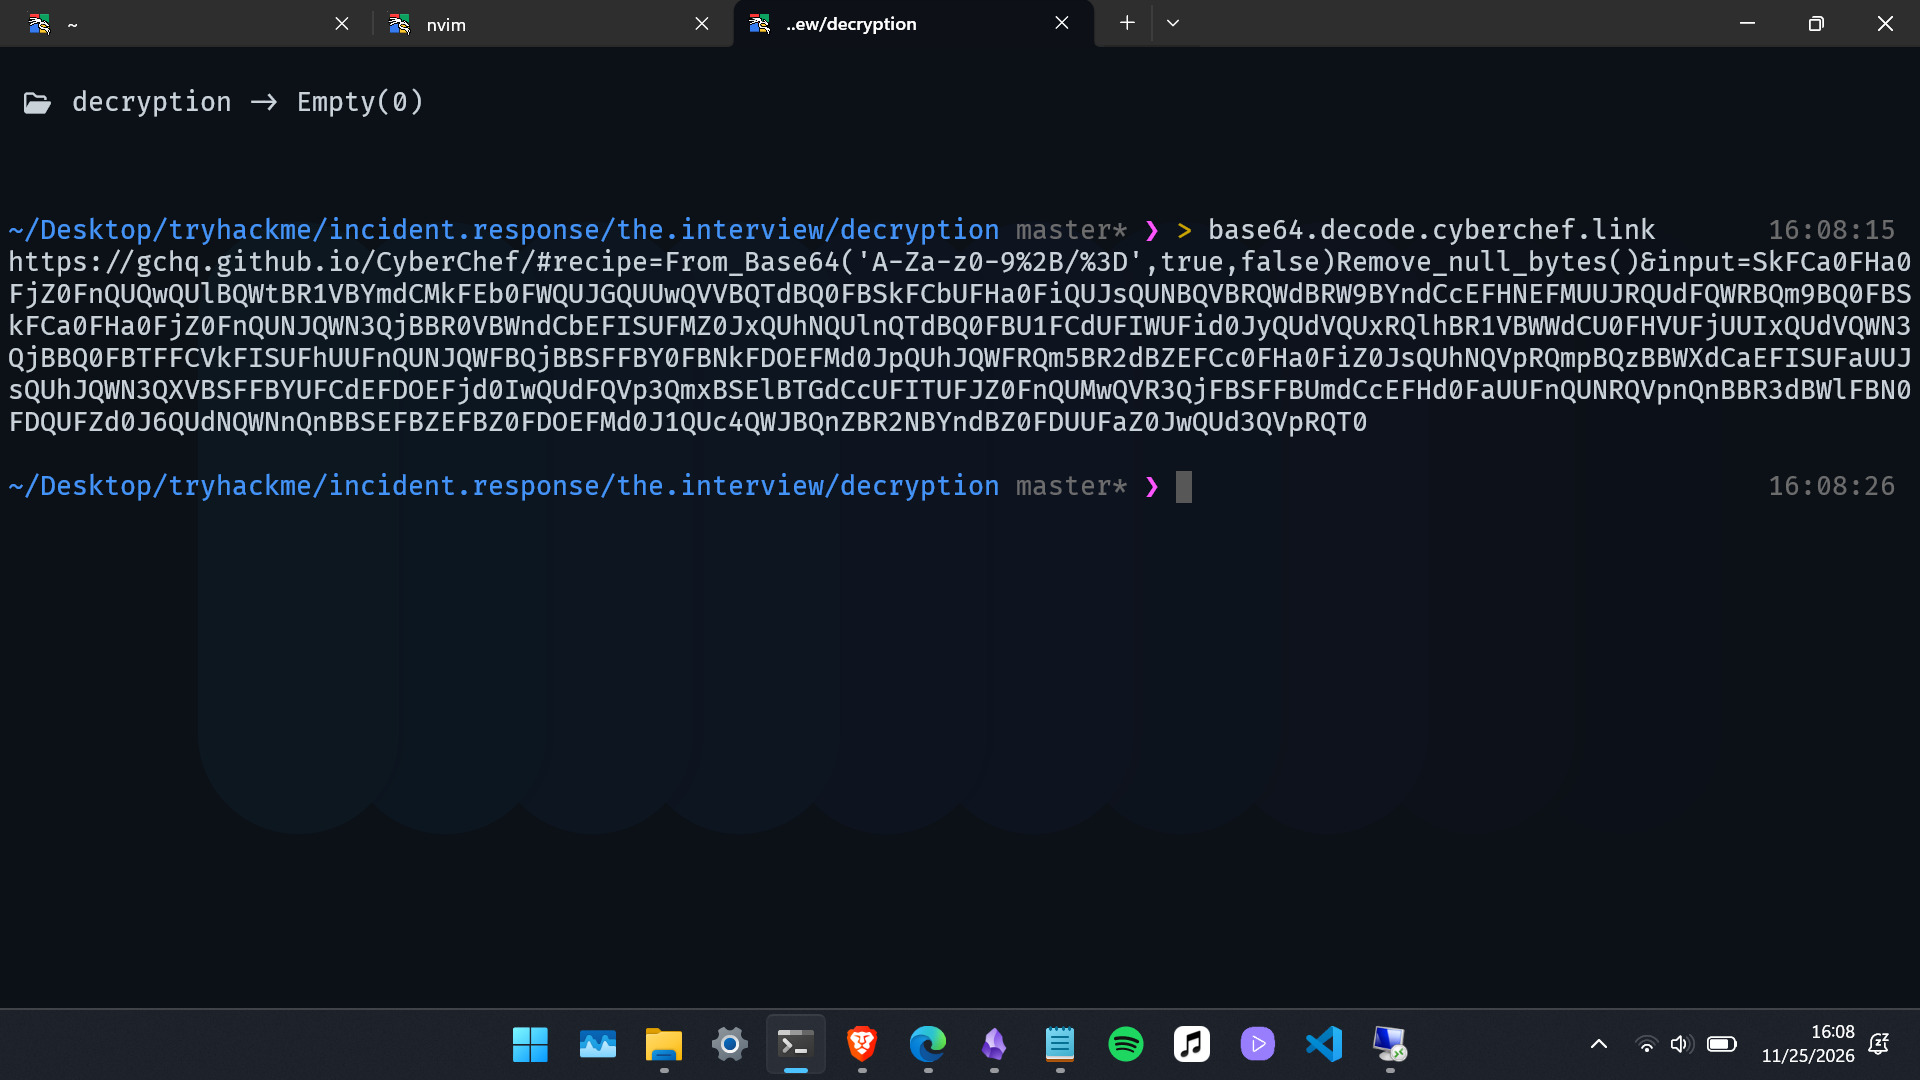 ~
nvim
..ew/decryption
decryption → Empty(0)
~/Desktop/tryhackme/incident.response/the.interview/decryption master* ❯ > base64.decode.cyberchef.link 16:08:15
https://gchq.github.io/CyberChef/#recipe=From_Base64('A-Za-z0-9%2B/%3D',true,false)Remove_null_bytes()&input=SkFCa0FHa0
FjZ0FnQUQwQUlBQWtBR1VBYmdCMkFEb0FWQUJGQUUwQVVBQTdBQ0FBSkFCbUFHa0FiQUJsQUNBQVBRQWdBRW9BYndCcEFHNEFMUUJRQUdFQWRBQm9BQ0FBS
kFCa0FHa0FjZ0FnQUNJQWN3QjBBR0VBWndCbEFISUFMZ0JxQUhNQUlnQTdBQ0FBU1FCdUFIWUFid0JyQUdVQUxRQlhBR1VBWWdCU0FHVUFjUUIxQUdVQWN3
QjBBQ0FBTFFCVkFISUFhUUFnQUNJQWFBQjBBSFFBY0FBNkFDOEFMd0JpQUhJQWFRQm5BR2dBZEFCc0FHa0FiZ0JsQUhNQVpRQmpBQzBBWXdCaEFISUFaUUJ
sQUhJQWN3QXVBSFFBYUFCdEFDOEFjd0IwQUdFQVp3QmxBSElBTGdCcUFITUFJZ0FnQUMwQVR3QjFBSFFBUmdCcEFHd0FaUUFnQUNRQVpnQnBBR3dBWlFBN0
FDQUFZd0J6QUdNQWNnQnBBSEFBZEFBZ0FDOEFMd0J1QUc4QWJBQnZBR2NBYndBZ0FDUUFaZ0JwQUd3QVpRQT0
~/Desktop/tryhackme/incident.response/the.interview/decryption master* ❯ 16:08:26
16:08
11/25/2026